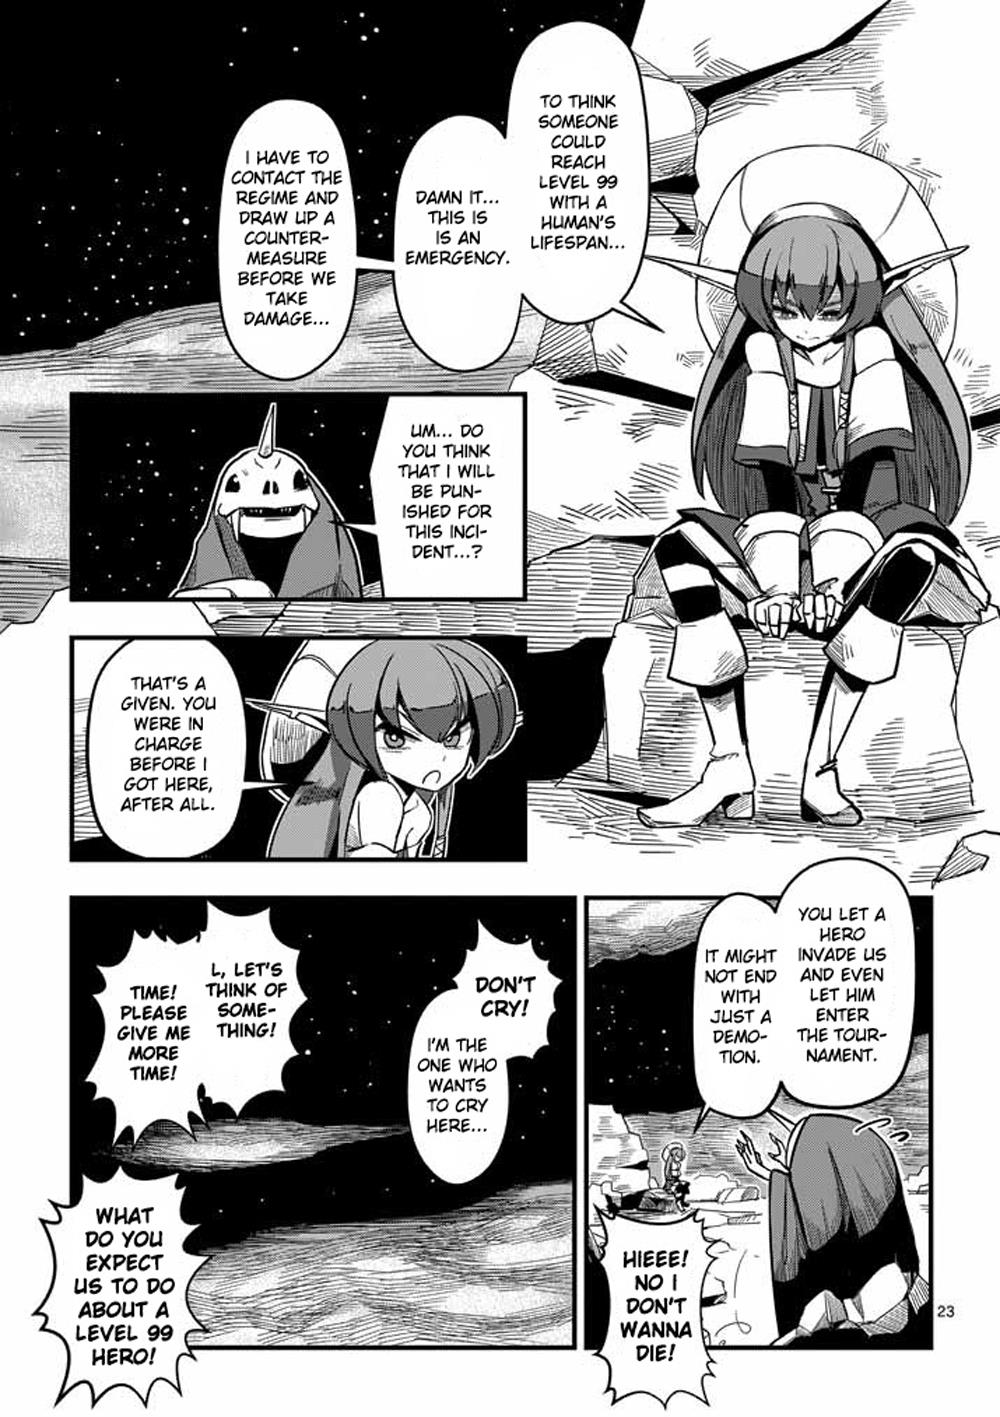 TO THINK
SOMEONE
COULD
REACH
LEVEL 99
WITH A
HUMAN'S
LIFESPAN...
DAMN IT...
THIS IS
IS AN
EMERGENCY.
I HAVE TO
CONTACT THE
REGIME AND
DRAW UP A
COUNTER-
MEASURE
BEFORE WE
TAKE
DAMAGE...
UM... DO
YOU THINK
THAT I WILL
BE PUN-
ISHED FOR
THIS INCI-
DENT...?
THAT'S A
GIVEN. YOU
WERE IN
CHARGE
BEFORE I
GOT HERE,
AFTER ALL.
YOU LET A
HERO
INVADE US
AND EVEN
LET HIM
ENTER
THE TOUR-
NAMENT.
IT MIGHT
NOT END
WITH
JUST A
DEMO-
TION.
HIEEE!
NO I
DON'T
WANNA
DIE!
DON'T
CRY!
I'M THE
ONE WHO
WANTS
TO CRY
HERE...
L, LET'S
THINK OF
SOME-
THING!
TIME!
PLEASE
GIVE ME
MORE
TIME!
WHAT
DO YOU
EXPECT
US TO DO
ABOUT A
LEVEL 99
HERO!
23